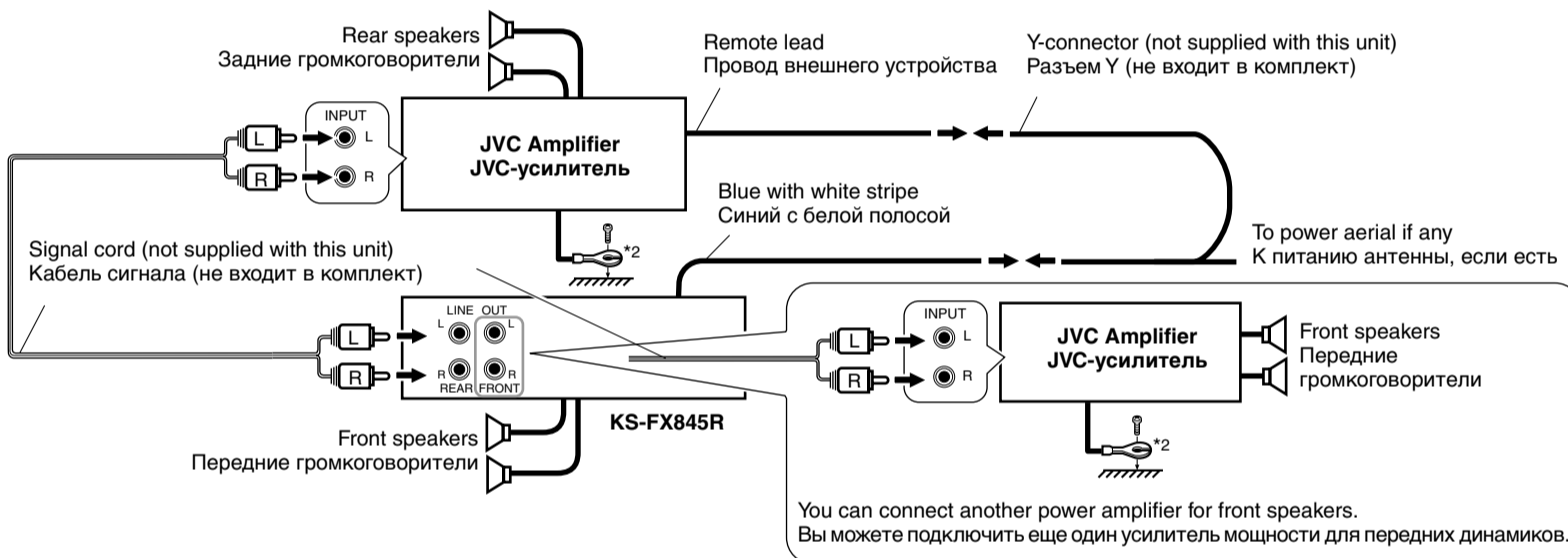 Rear speakers
Задние громкоговорители
Remote lead
Провод внешнего устройства
Y-connector (not supplied with this unit)
Разъем Y (не входит в комплект)
INPUT
L
L
R
R
JVC Amplifier
JVC-усилитель
Blue with white stripe
Синий с белой полосой
*2
To power aerial if any
К питанию антенны, если есть
Signal cord (not supplied with this unit)
Кабель сигнала (не входит в комплект)
LINE OUT
L
L
L
R
R
R
REAR
FRONT
KS-FX845R
Front speakers
Передние громкоговорители
INPUT
L
L
R
R
JVC Amplifier
JVC-усилитель
Front speakers
Передние
громкоговорители
*2
You can connect another power amplifier for front speakers.
Вы можете подключить еще один усилитель мощности для передних динамиков.